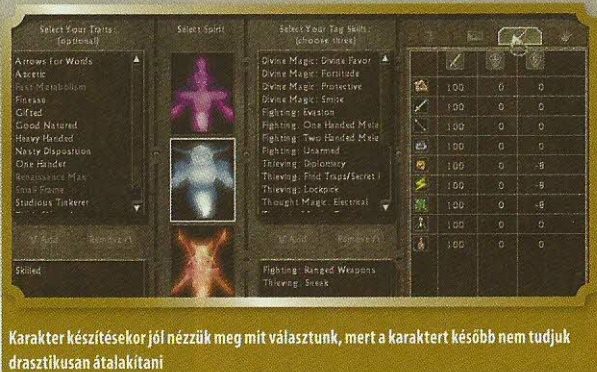 Select Your Traits:
(optional)
Arrows For Words
Ascetic
Fast Metabolism
Finesse
Gifted
Good Natured
Heavy Handed
Nasty Disposition
One Hander
Renaissance Man
Small Frame
Studious Tinkerer
Add
Remove
Skilled
Select Spirit
Select Your Tag Skills:
(choose three)
Divine Magic: Divine Favor
Divine Magic: Fortitude
Divine Magic: Protective
Divine Magic: Smite
Fighting: Evasion
Fighting: One Handed Mele
Fighting: Two Handed Mele
Fighting: Unarmed
Thieving: Diplomacy
Thieving: Find Traps/Secret
Thieving: Lockpick
Thought Magic: Electrical
Add
Remove
Fighting: Ranged Weapons
Thieving: Sneak
100 0 0
100 0 0
100 0 0
100 0 0
100 0 -8
100 0 -8
100 0 -8
100 0 0
100 0 0
Karakter készítésekor jól nézzük meg mit választunk, mert a karaktert később nem tudjuk
drasztikusan átalakítani